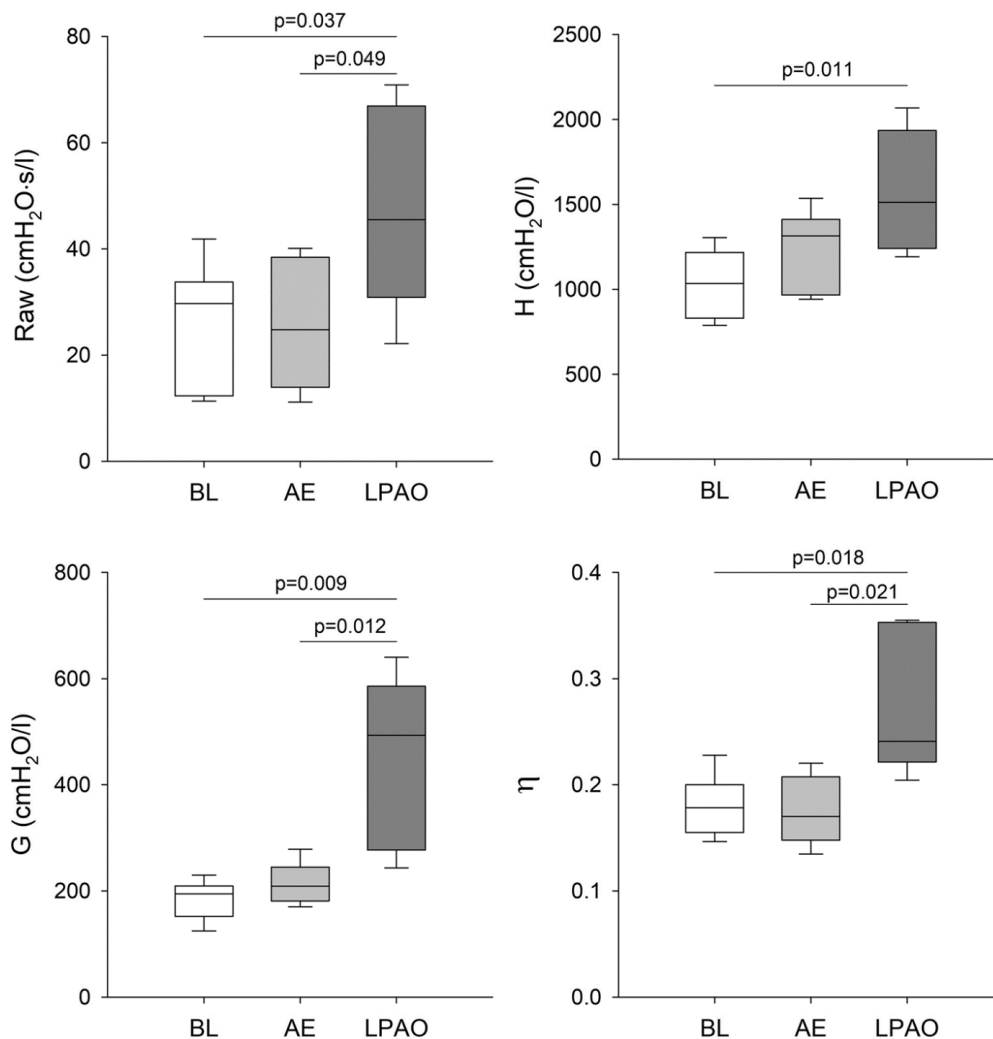 Raw (cmH₂O·s/l)
80
60
40
20
0
p=0.037
p=0.049
BL AE LPAO
H (cmH₂O/l)
2500
2000
1500
1000
500
0
p=0.011
BL AE LPAO
G (cmH₂O/l)
800
600
400
200
0
p=0.009
p=0.012
BL AE LPAO
η
0.4
0.3
0.2
0.1
0.0
p=0.018
p=0.021
BL AE LPAO